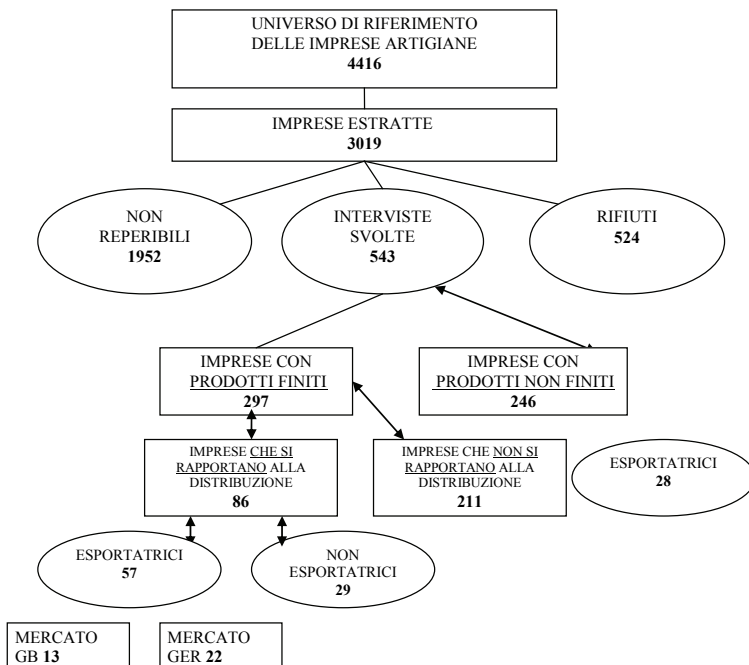 UNIVERSO DI RIFERIMENTO
DELLE IMPRESE ARTIGIANE
4416
IMPRESE ESTRATTE
3019
NON
REPERIBILI
1952
INTERVISTE
SVOLTE
543
RIFIUTI
524
IMPRESE CON
PRODOTTI FINITI
297
IMPRESE CON
PRODOTTI NON FINITI
246
IMPRESE CHE SI
RAPPORTANO ALLA
DISTRIBUZIONE
86
IMPRESE CHE NON SI
RAPPORTANO ALLA
DISTRIBUZIONE
211
ESPORTATRICI
28
ESPORTATRICI
57
NON
ESPORTATRICI
29
MERCATO
GB 13
MERCATO
GER 22